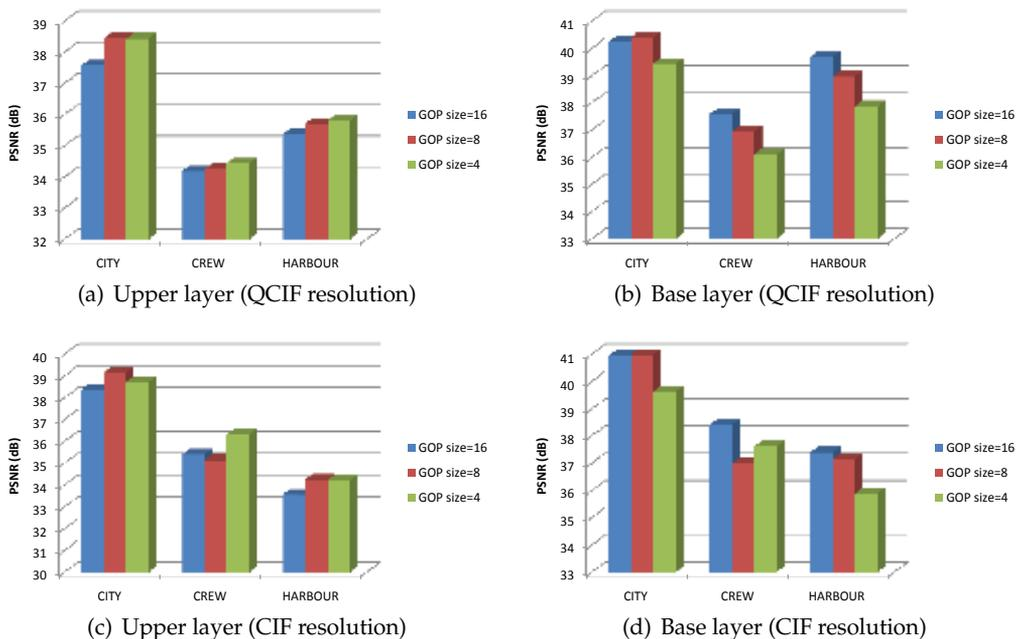 39
38
37
36
35
34
33
32
PSNR (dB)
CITY
CREW
HARBOUR
GOP size=16
GOP size=8
GOP size=4
(a) Upper layer (QCIF resolution)
41
40
39
38
37
36
35
34
33
PSNR (dB)
CITY
CREW
HARBOUR
GOP size=16
GOP size=8
GOP size=4
(b) Base layer (QCIF resolution)
40
39
38
37
36
35
34
33
32
31
30
PSNR (dB)
CITY
CREW
HARBOUR
GOP size=16
GOP size=8
GOP size=4
(c) Upper layer (CIF resolution)
41
40
39
38
37
36
35
34
33
PSNR (dB)
CITY
CREW
HARBOUR
GOP size=16
GOP size=8
GOP size=4
(d) Base layer (CIF resolution)